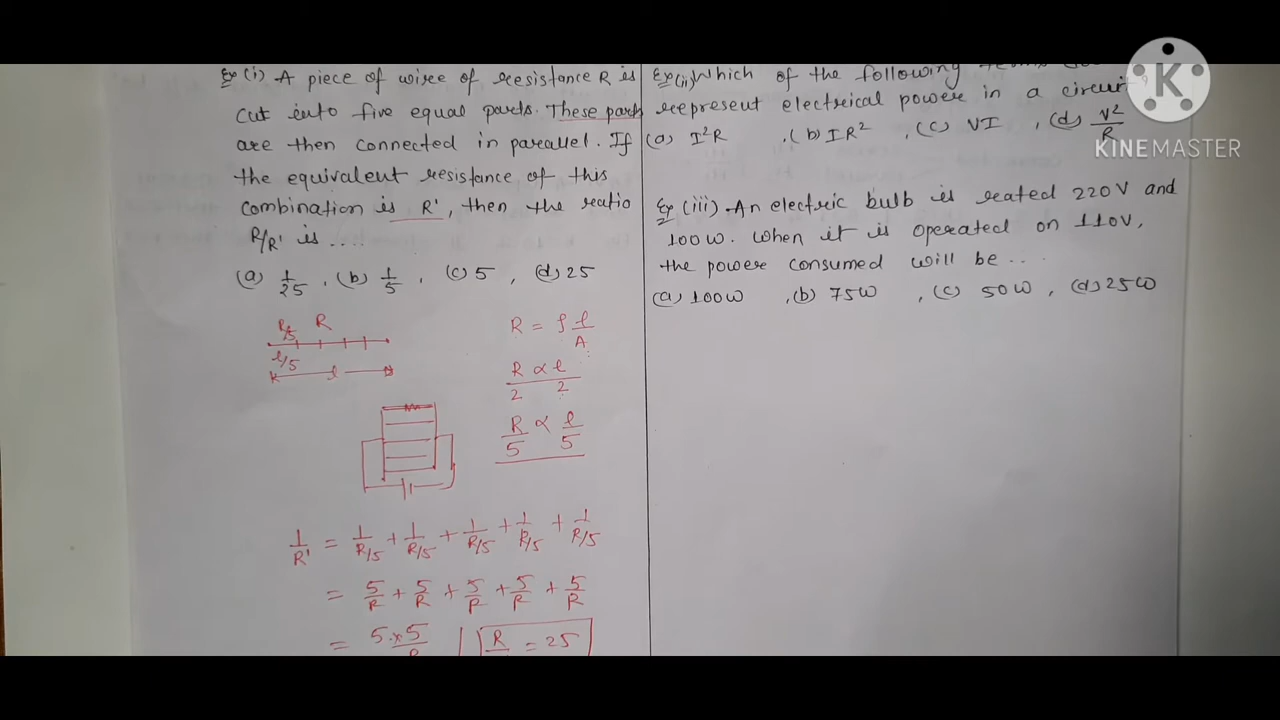 Ex (i) A piece of wire of resistance R is
cut into five equal parts. These parts
are then connected in parallel. If
the equivalent resistance of this
combination is R', then the ratio
R/R' is ....
(a) 1/25, (b) 1/5, (c) 5, (d) 25
R/5 R
l/5
l
R = ρ l/A
R ∝ l
2 2
R/5 ∝ l/5
1/R' = 1/R/5 + 1/R/5 + 1/R/5 + 1/R/5 + 1/R/5
= 5/R + 5/R + 5/R + 5/R + 5/R
= 5×5/R
R = 25
Ex (ii) Which of the following
represent electrical power in a circuit
(a) I²R, (b) IR², (c) VI, (d) V²/R
Ex (iii). An electric bulb is rated 220V and
100W. When it is operated on 110V,
the power consumed will be ...
(a) 100W, (b) 75W, (c) 50W, (d) 25W
K
KINEMASTER